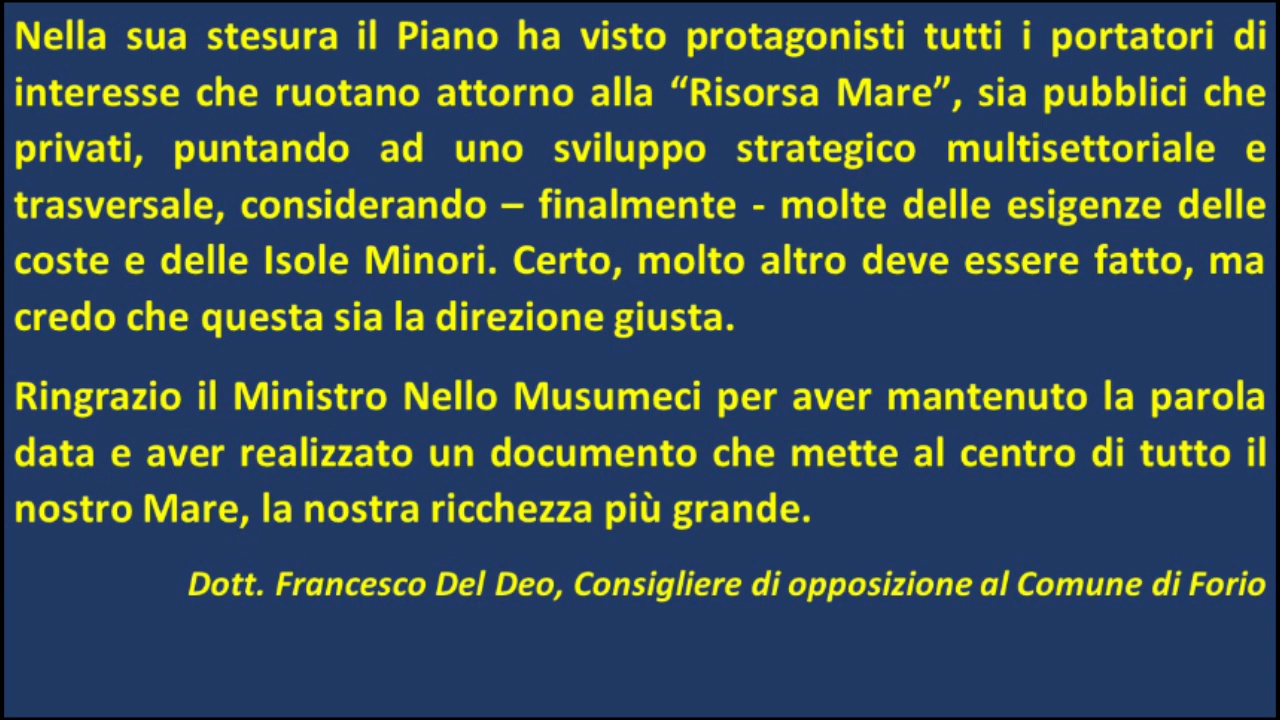 Nella sua stesura il Piano ha visto protagonisti tutti i portatori di
interesse che ruotano attorno alla “Risorsa Mare”, sia pubblici che
privati, puntando ad uno sviluppo strategico multisettoriale e
trasversale, considerando – finalmente - molte delle esigenze delle
coste e delle Isole Minori. Certo, molto altro deve essere fatto, ma
credo che questa sia la direzione giusta.
Ringrazio il Ministro Nello Musumeci per aver mantenuto la parola
data e aver realizzato un documento che mette al centro di tutto il
nostro Mare, la nostra ricchezza più grande.
Dott. Francesco Del Deo, Consigliere di opposizione al Comune di Forio